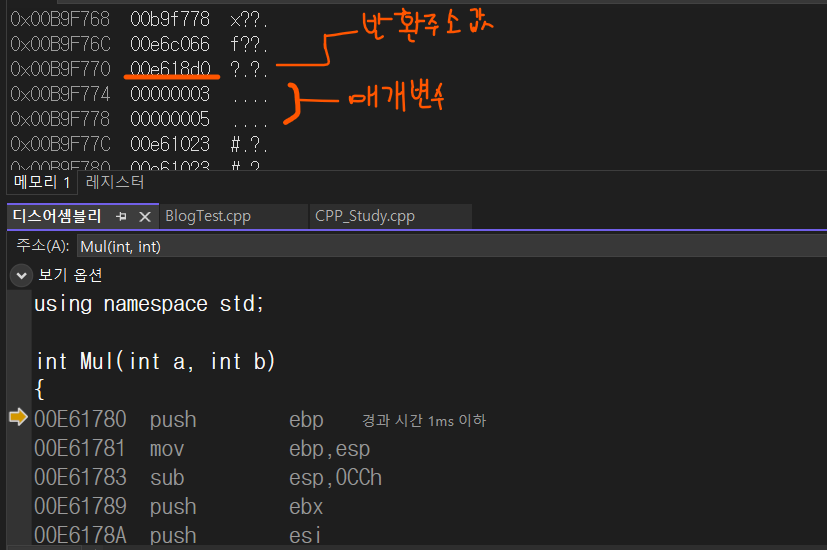 0x00B9F768 00b9f778 x??.
반환주소값
0x00B9F76C 00e6c066 f??.
0x00B9F770 00e618d0 ?.?.
0x00B9F774 00000003 ....
매개변수
0x00B9F778 00000005 ....
0x00B9F77C 00e61023 #.?.
0x00B9F780 00e61023 #.?.
메모리 1 레지스터
디스어셈블리 BlogTest.cpp CPP_Study.cpp
주소(A): Mul(int, int)
보기 옵션
using namespace std;
int Mul(int a, int b)
{
00E61780 push ebp 경과 시간 1ms 이하
00E61781 mov ebp,esp
00E61783 sub esp,0CCh
00E61789 push ebx
00E6178A push esi